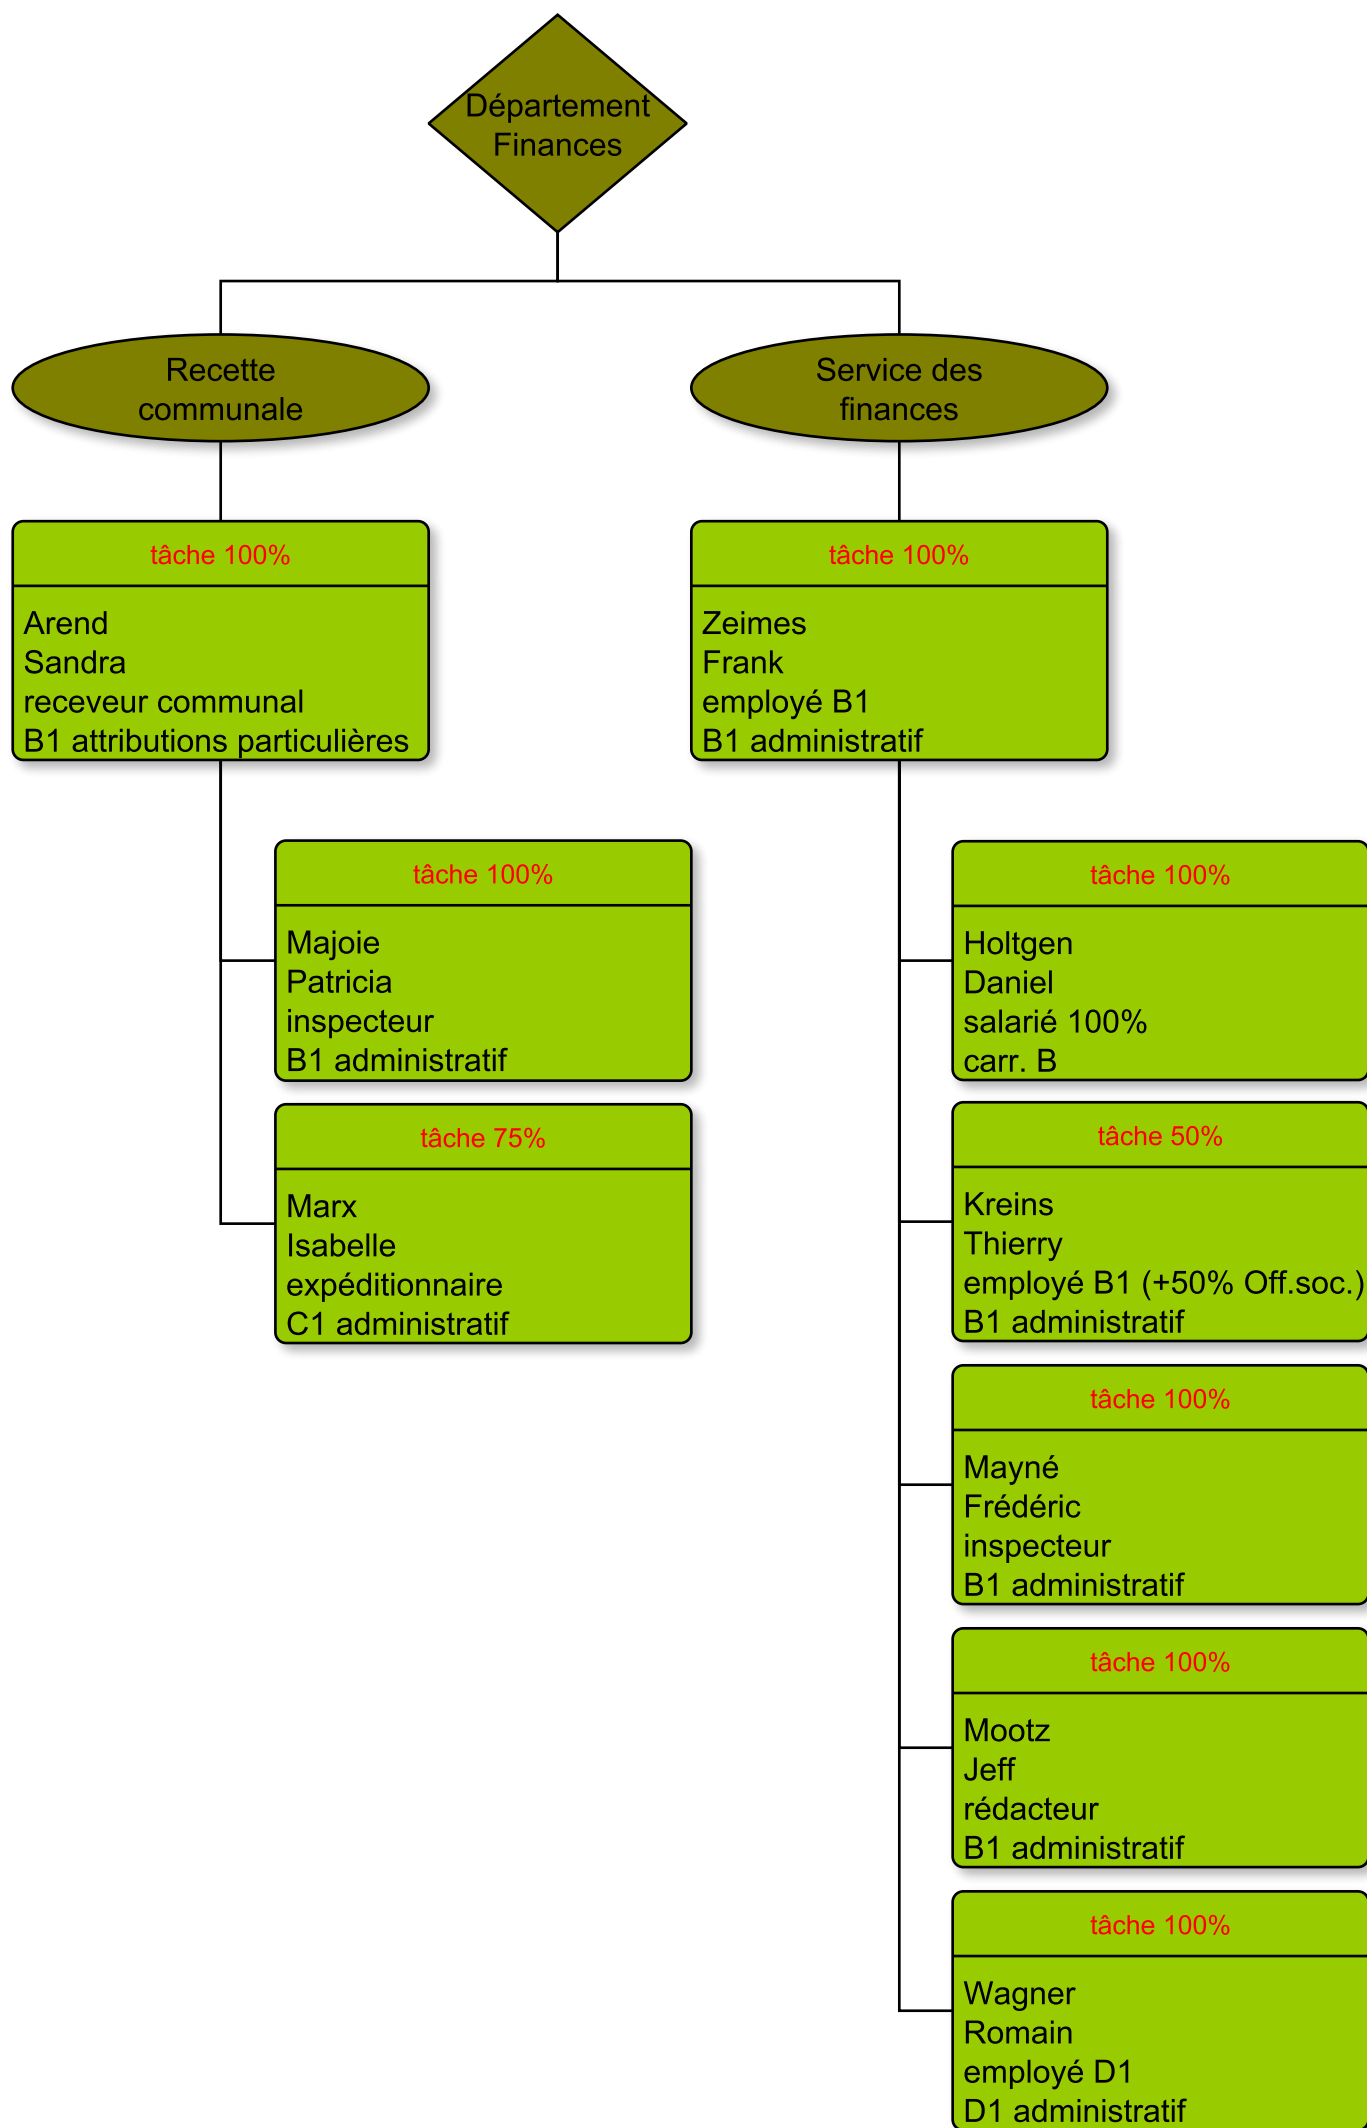 Département
Finances
Recette
communale
Service des
finances
tâche 100%
Arend
Sandra
receveur communal
B1 attributions particulières
tâche 100%
Zeimes
Frank
employé B1
B1 administratif
tâche 100%
Majoie
Patricia
inspecteur
B1 administratif
tâche 75%
Marx
Isabelle
expéditionnaire
C1 administratif
tâche 100%
Holtgen
Daniel
salarié 100%
carr. B
tâche 50%
Kreins
Thierry
employé B1 (+50% Off.soc.)
B1 administratif
tâche 100%
Mayné
Frédéric
inspecteur
B1 administratif
tâche 100%
Mootz
Jeff
rédacteur
B1 administratif
tâche 100%
Wagner
Romain
employé D1
D1 administratif